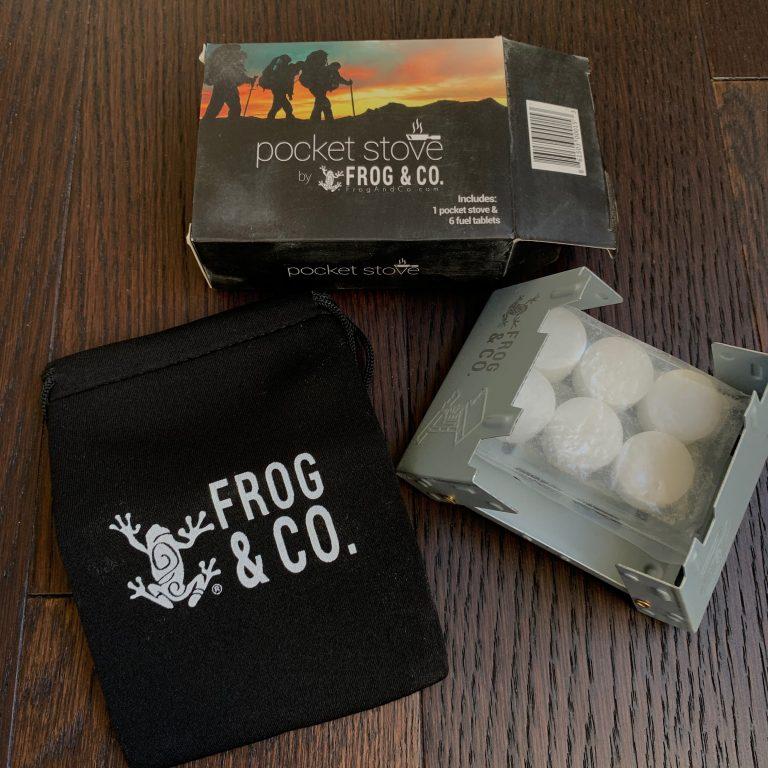 pocket stove
by FROG & CO.
FrogAndCo.com
Includes:
1 pocket stove &
6 fuel tablets
pocket stove
FROG
& CO.
®
FROG
& CO.